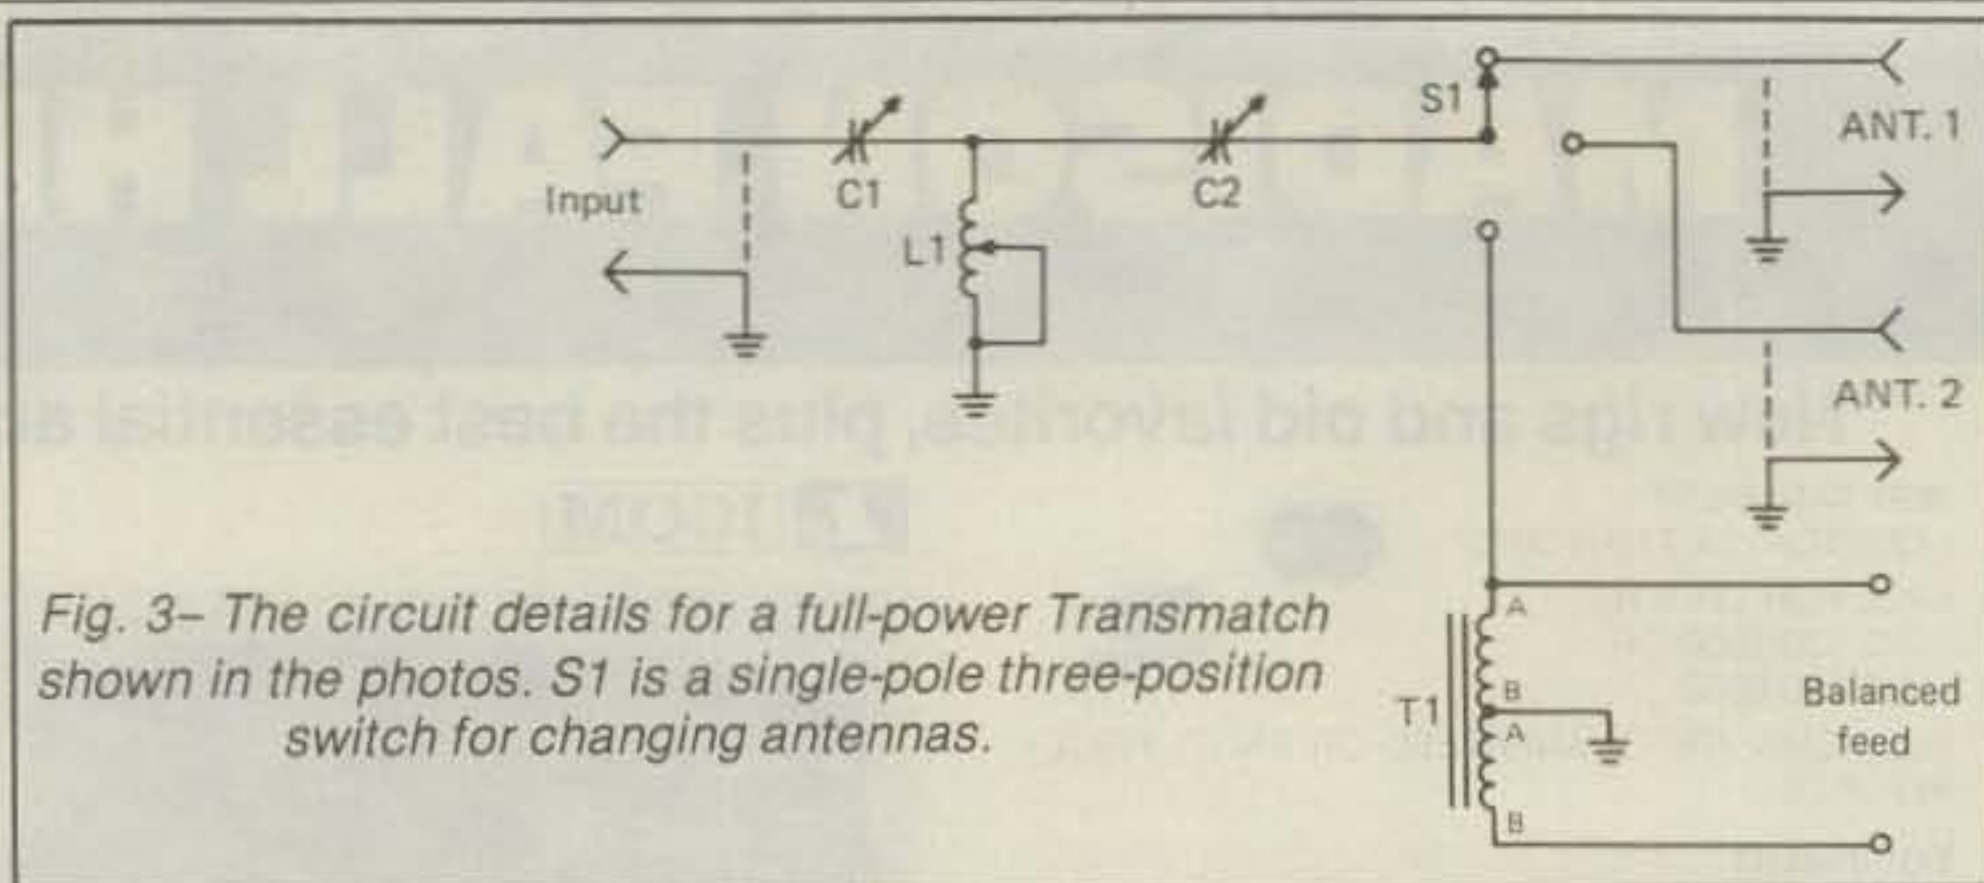 S1
ANT. 1
Input
C1
C2
L1
ANT. 2
A
B
T1
A
B
Balanced
feed
Fig. 3– The circuit details for a full-power Transmatch
shown in the photos. S1 is a single-pole three-position
switch for changing antennas.